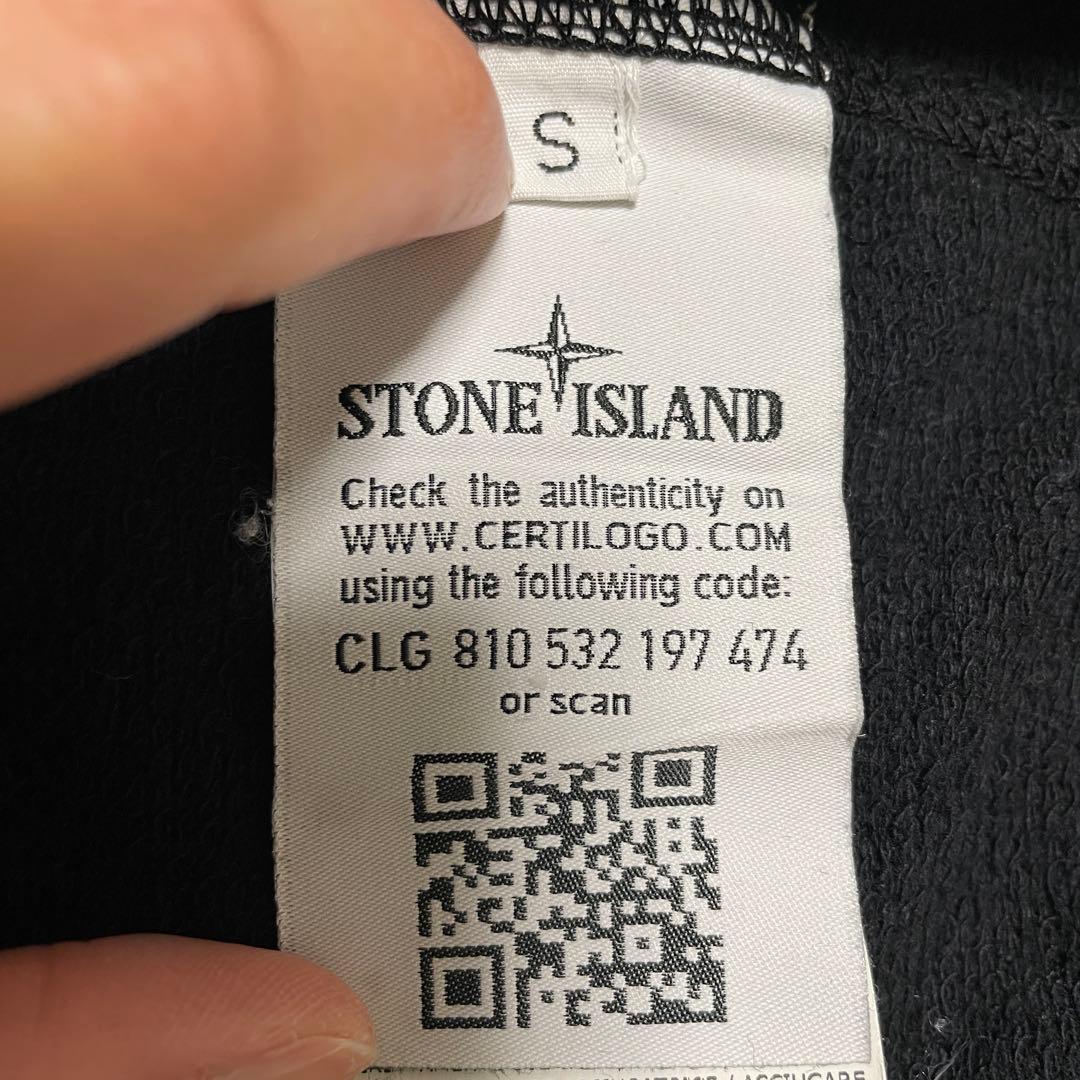 S
STONE ISLAND
Check the authenticity on
WWW.CERTILOGO.COM
using the following code:
CLG 810 532 197 474
or scan
/ ASCIUGARE